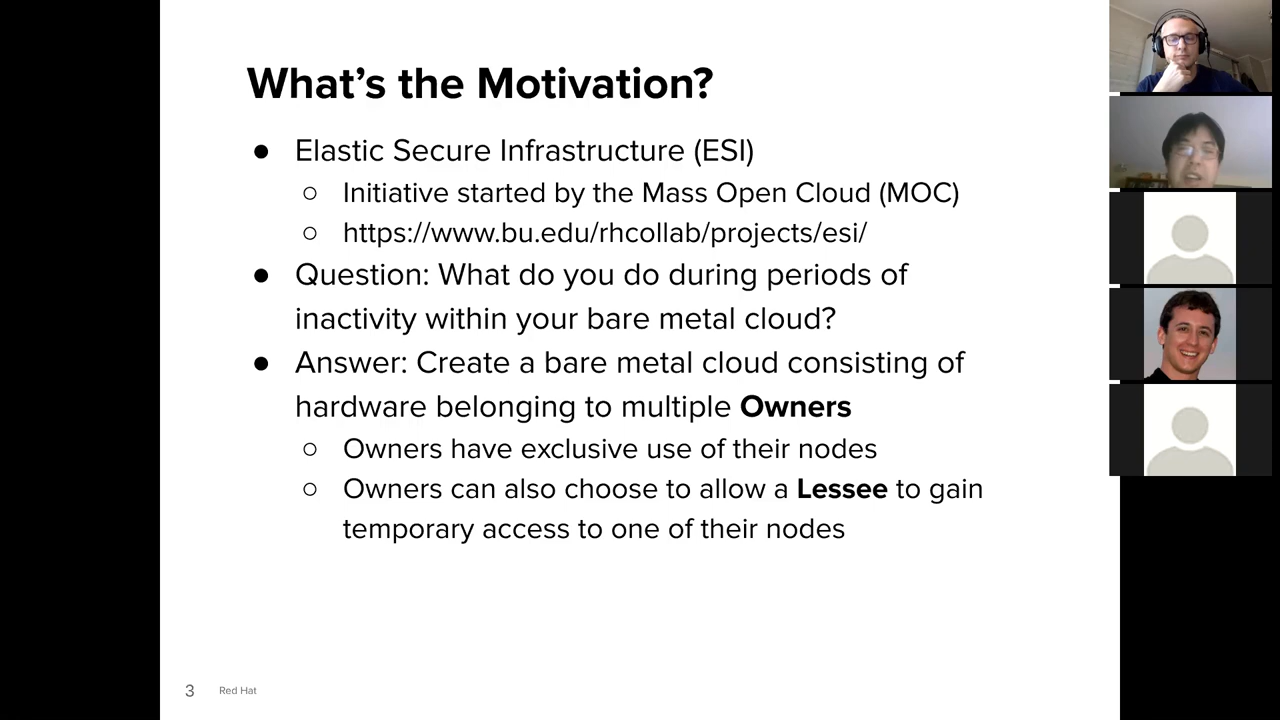 What’s the Motivation?
● Elastic Secure Infrastructure (ESI)
○ Initiative started by the Mass Open Cloud (MOC)
○ https://www.bu.edu/rhcollab/projects/esi/
● Question: What do you do during periods of
inactivity within your bare metal cloud?
● Answer: Create a bare metal cloud consisting of
hardware belonging to multiple Owners
○ Owners have exclusive use of their nodes
○ Owners can also choose to allow a Lessee to gain
temporary access to one of their nodes
3 Red Hat